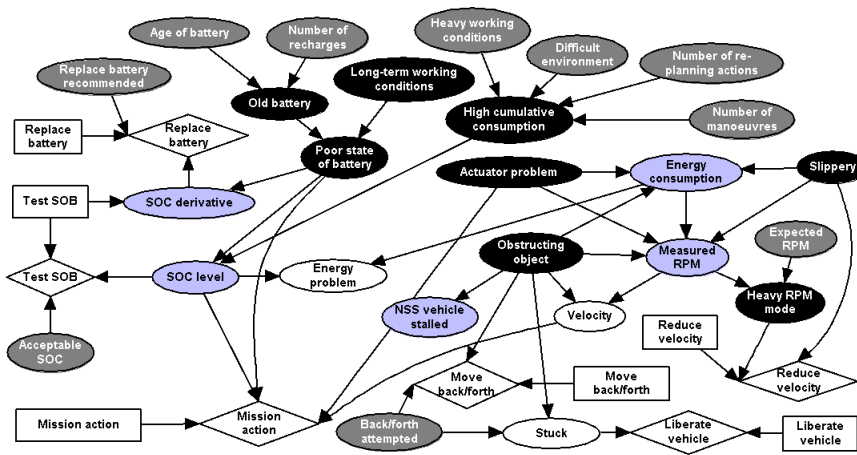 Age of battery
Number of
recharges
Heavy working
conditions
Difficult
environment
Number of re-
planning actions
Replace battery
recommended
Long-term working
conditions
Old battery
High cumulative
consumption
Number of
manoeuvres
Replace
battery
Replace
battery
Poor state
of battery
Actuator problem
Energy
consumption
Slippery
Test SOB
SOC derivative
Obstructing
object
Measured
RPM
Expected
RPM
Test SOB
SOC level
Energy
problem
NSS vehicle
stalled
Velocity
Heavy RPM
mode
Acceptable
SOC
Reduce
velocity
Move
back/forth
Move
back/forth
Reduce
velocity
Mission action
Mission
action
Back/forth
attempted
Stuck
Liberate
vehicle
Liberate
vehicle